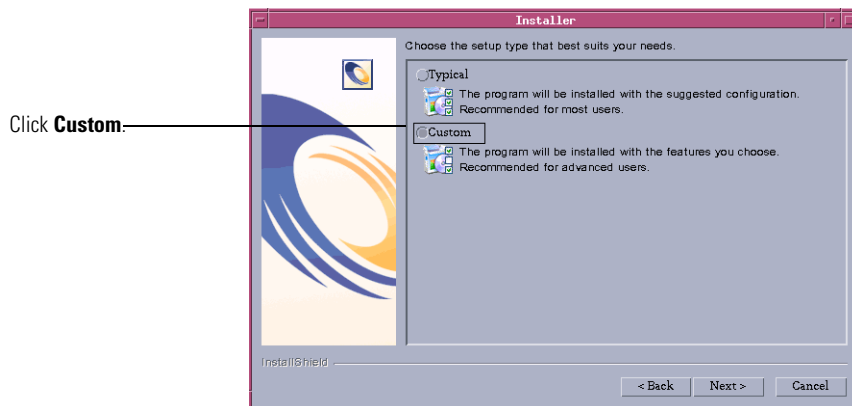 Installer
Choose the setup type that best suits your needs.
Typical
The program will be installed with the suggested configuration.
Recommended for most users.
Click Custom.
Custom
The program will be installed with the features you choose.
Recommended for advanced users.
InstallShield
< Back
Next >
Cancel